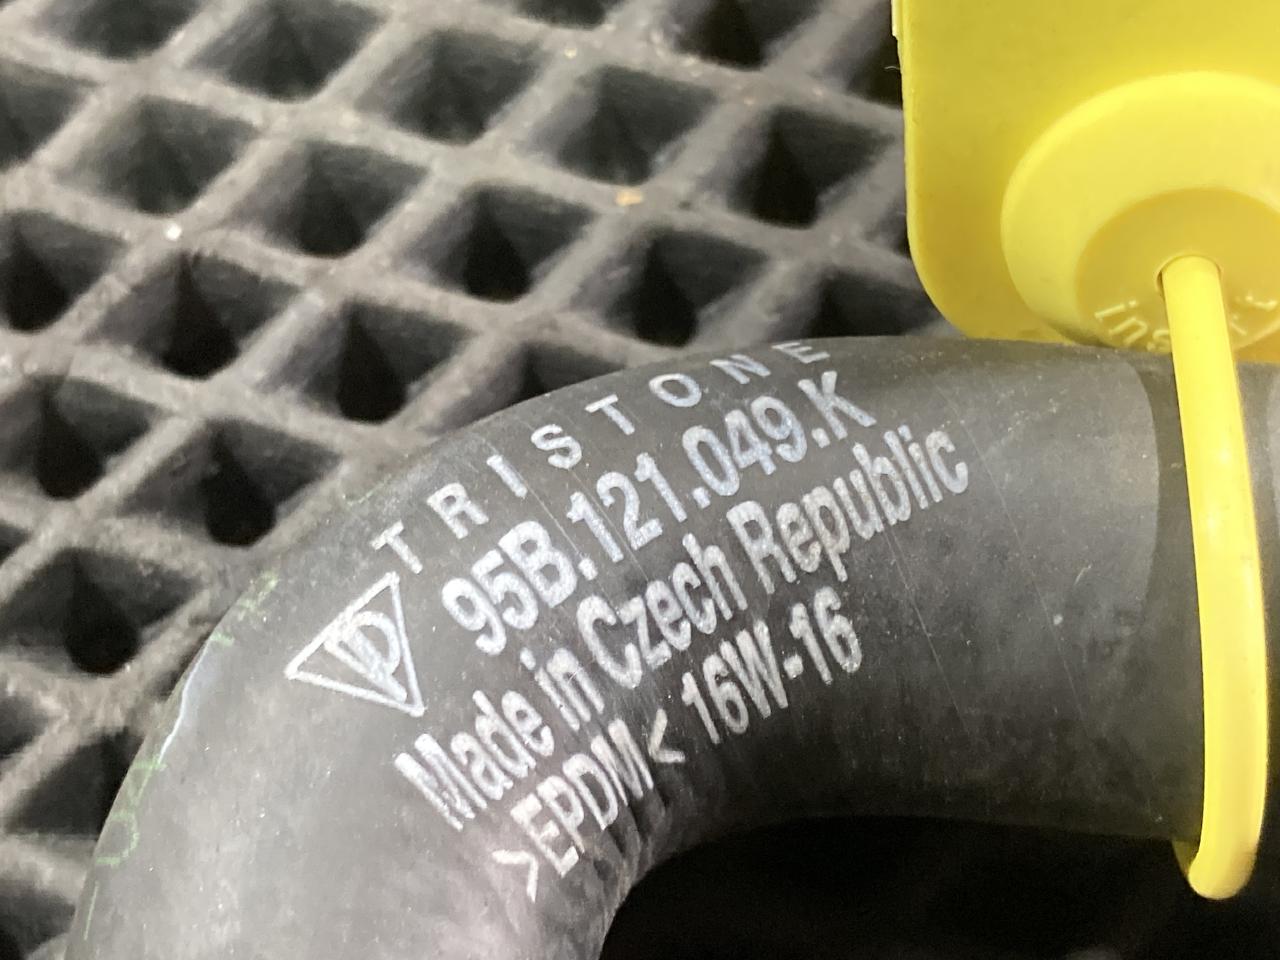 TRISTONE
95B.121.049.K
Made in Czech Republic
>EPDM< 16W-16